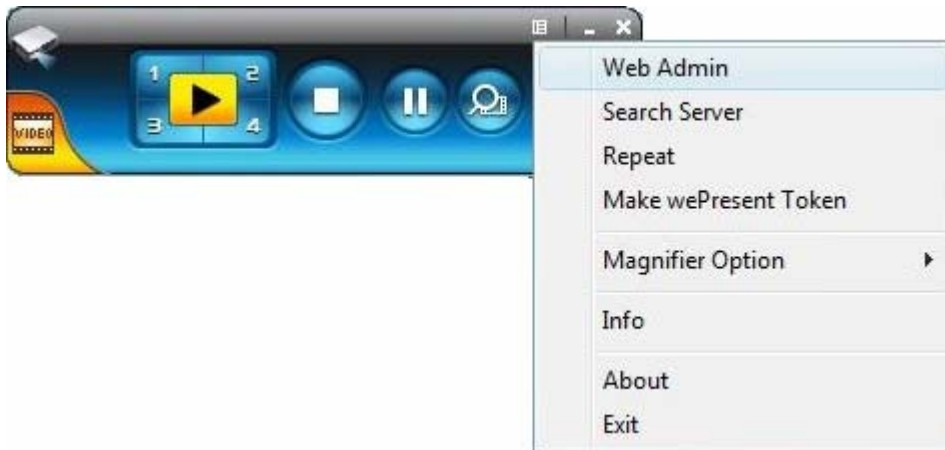 1 2
3 4
VIDEO
Web Admin
Search Server
Repeat
Make wePresent Token
Magnifier Option
Info
About
Exit